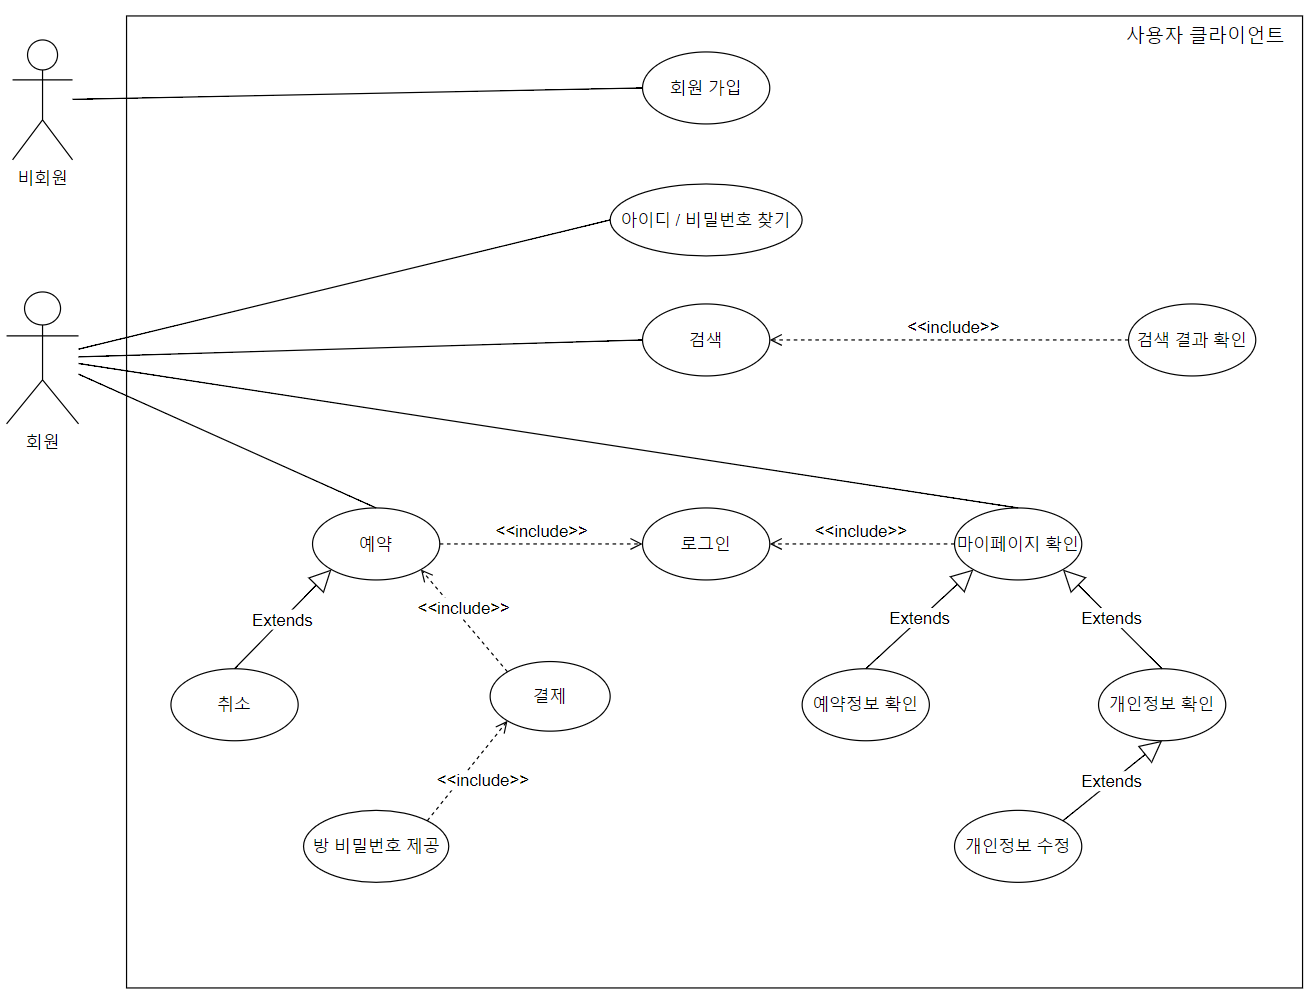 사용자 클라이언트
회원 가입
비회원
아이디 / 비밀번호 찾기
<<include>>
검색
검색 결과 확인
회원
<<include>>
<<include>>
예약
로그인
마이페이지 확인
<<include>>
Extends
Extends
Extends
취소
결제
예약정보 확인
개인정보 확인
<<include>>
Extends
방 비밀번호 제공
개인정보 수정